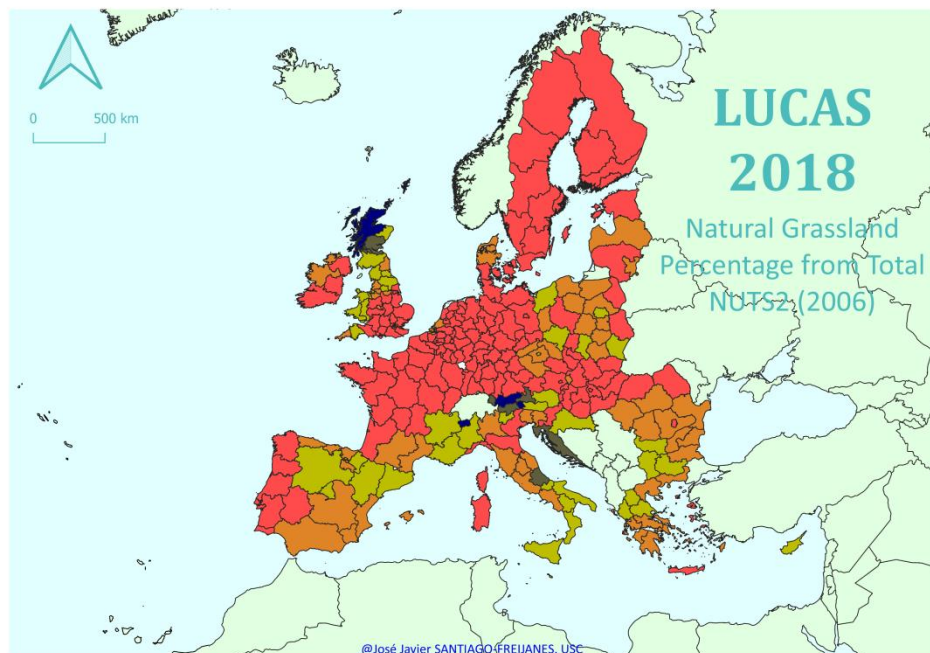 LUCAS
2018
Natural Grassland
Percentage from Total
NUTS2 (2006)
0 500 km
@José Javier SANTIAGO-FREIJANES, USC